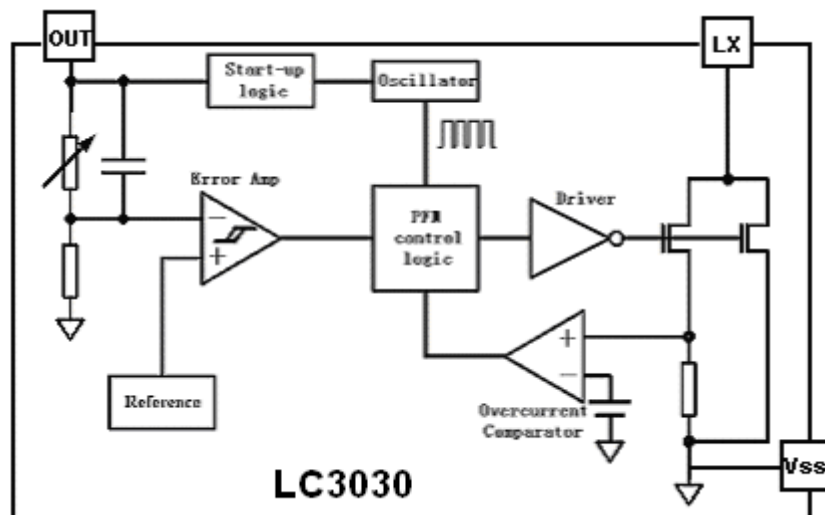 OUT
LX
Start-up
logic
Oscillator
Error Amp
PFM
control
logic
Driver
−
+
+
−
Reference
Overcurrent
Comparator
Vss
LC3030